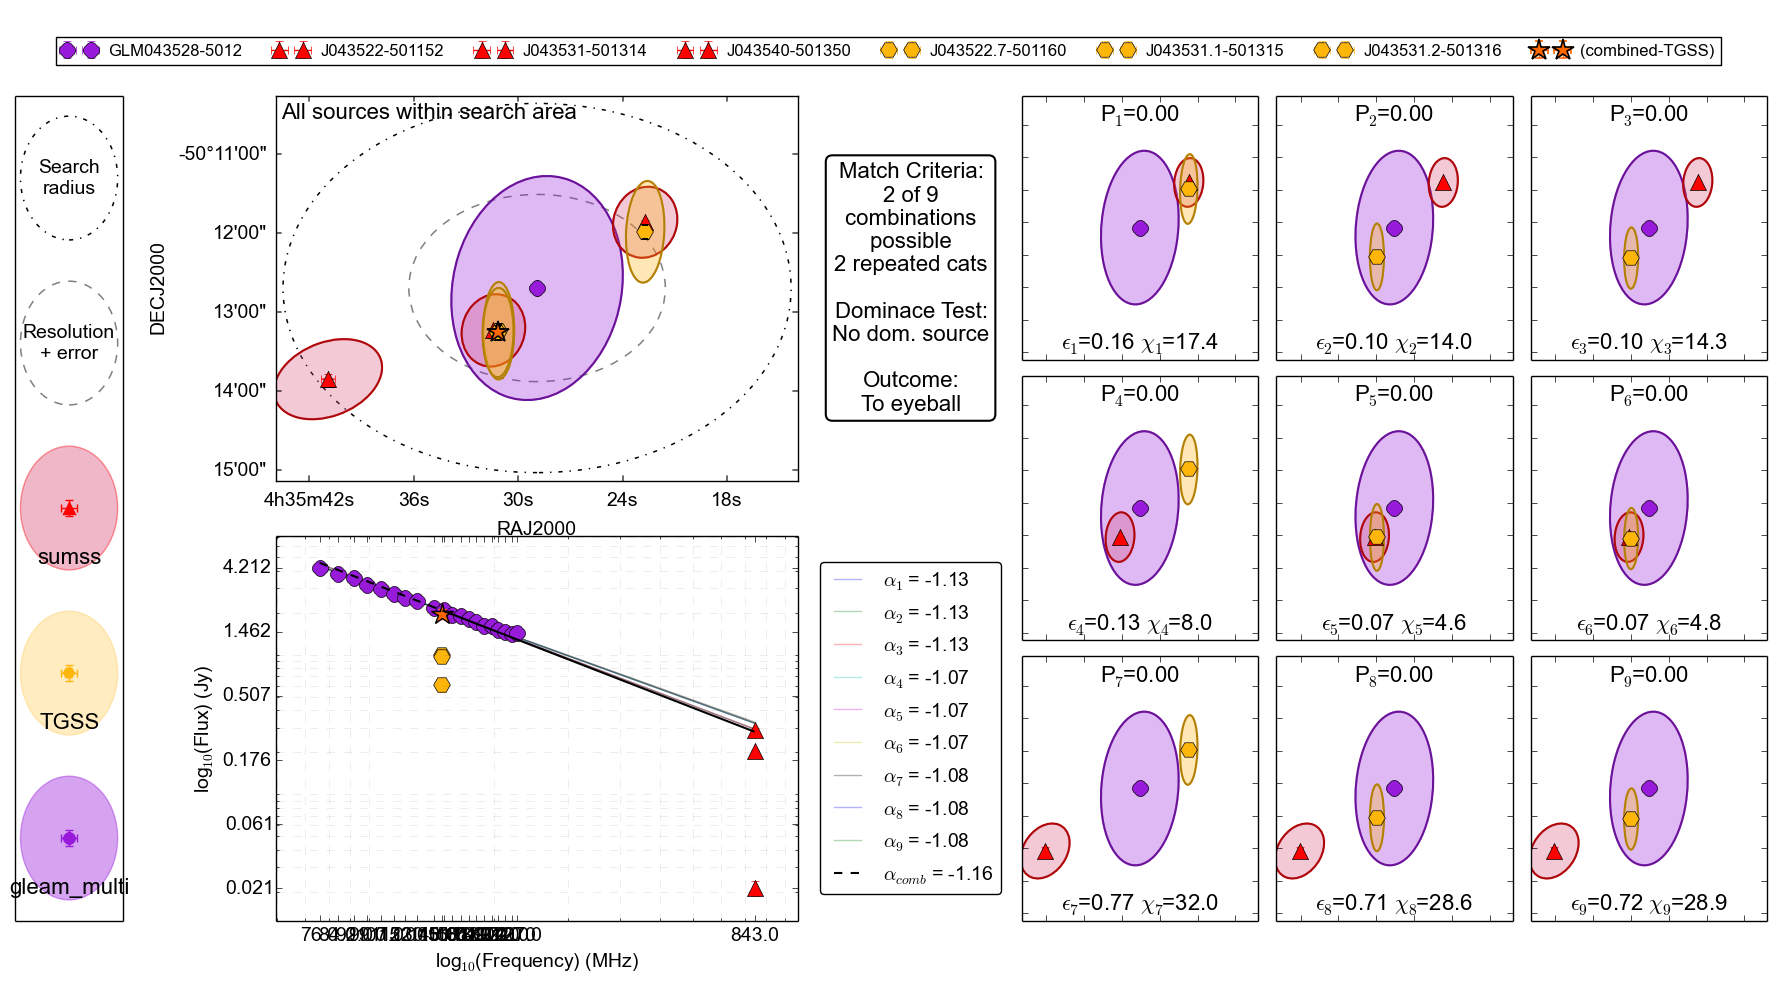 GLM043528-5012 J043522-501152 J043531-501314 J043540-501350 J043522.7-501160 J043531.1-501315 J043531.2-501316 (combined-TGSS)
Search
radius
Resolution
+ error
sumss
TGSS
gleam_multi
All sources within search area
DECJ2000
-50°11'00"
12'00"
13'00"
14'00"
15'00"
4h35m42s 36s 30s 24s 18s
RAJ2000
Match Criteria:
2 of 9
combinations
possible
2 repeated cats
Dominace Test:
No dom. source
Outcome:
To eyeball
log10(Flux) (Jy)
4.212
1.462
0.507
0.176
0.061
0.021
843.0
log10(Frequency) (MHz)
α1 = -1.13
α2 = -1.13
α3 = -1.13
α4 = -1.07
α5 = -1.07
α6 = -1.07
α7 = -1.08
α8 = -1.08
α9 = -1.08
αcomb = -1.16
P1=0.00
ϵ1=0.16 χ1=17.4
P2=0.00
ϵ2=0.10 χ2=14.0
P3=0.00
ϵ3=0.10 χ3=14.3
P4=0.00
ϵ4=0.13 χ4=8.0
P5=0.00
ϵ5=0.07 χ5=4.6
P6=0.00
ϵ6=0.07 χ6=4.8
P7=0.00
ϵ7=0.77 χ7=32.0
P8=0.00
ϵ8=0.71 χ8=28.6
P9=0.00
ϵ9=0.72 χ9=28.9